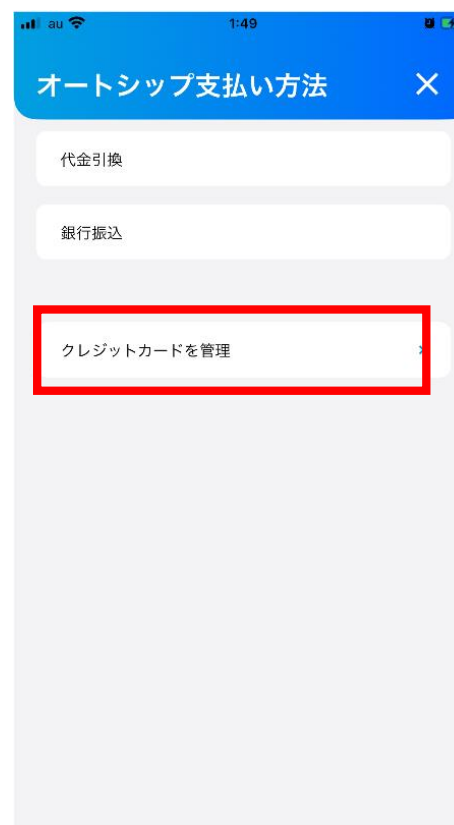 au 1:49
オートシップ支払い方法
代金引換
銀行振込
クレジットカードを管理